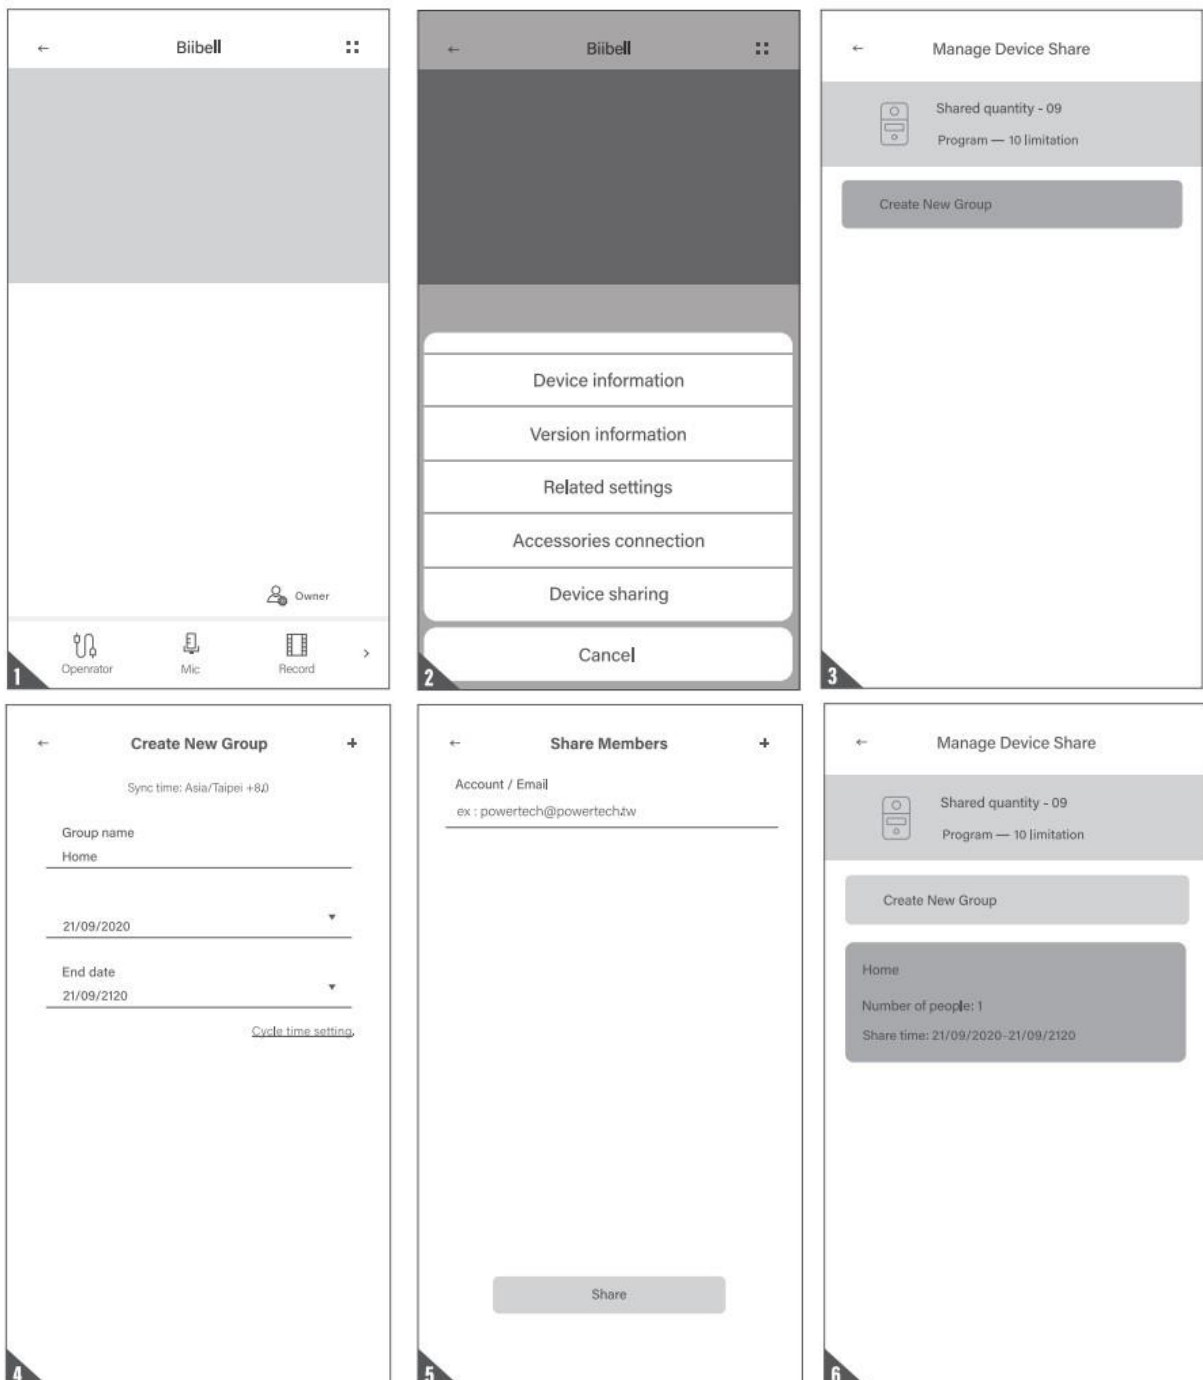 ← Biibell
Owner
Openrator Mic Record >
1
← Biibell
Device information
Version information
Related settings
Accessories connection
Device sharing
Cancel
2
← Manage Device Share
Shared quantity - 09
Program — 10 limitation
Create New Group
3
← Create New Group +
Sync time: Asia/Taipei +8.0
Group name
Home
21/09/2020
End date
21/09/2120
Cycle time setting.
4
← Share Members +
Account / Email
ex : powertech@powertech.tw
Share
5
← Manage Device Share
Shared quantity - 09
Program — 10 limitation
Create New Group
Home
Number of people: 1
Share time: 21/09/2020-21/09/2120
6